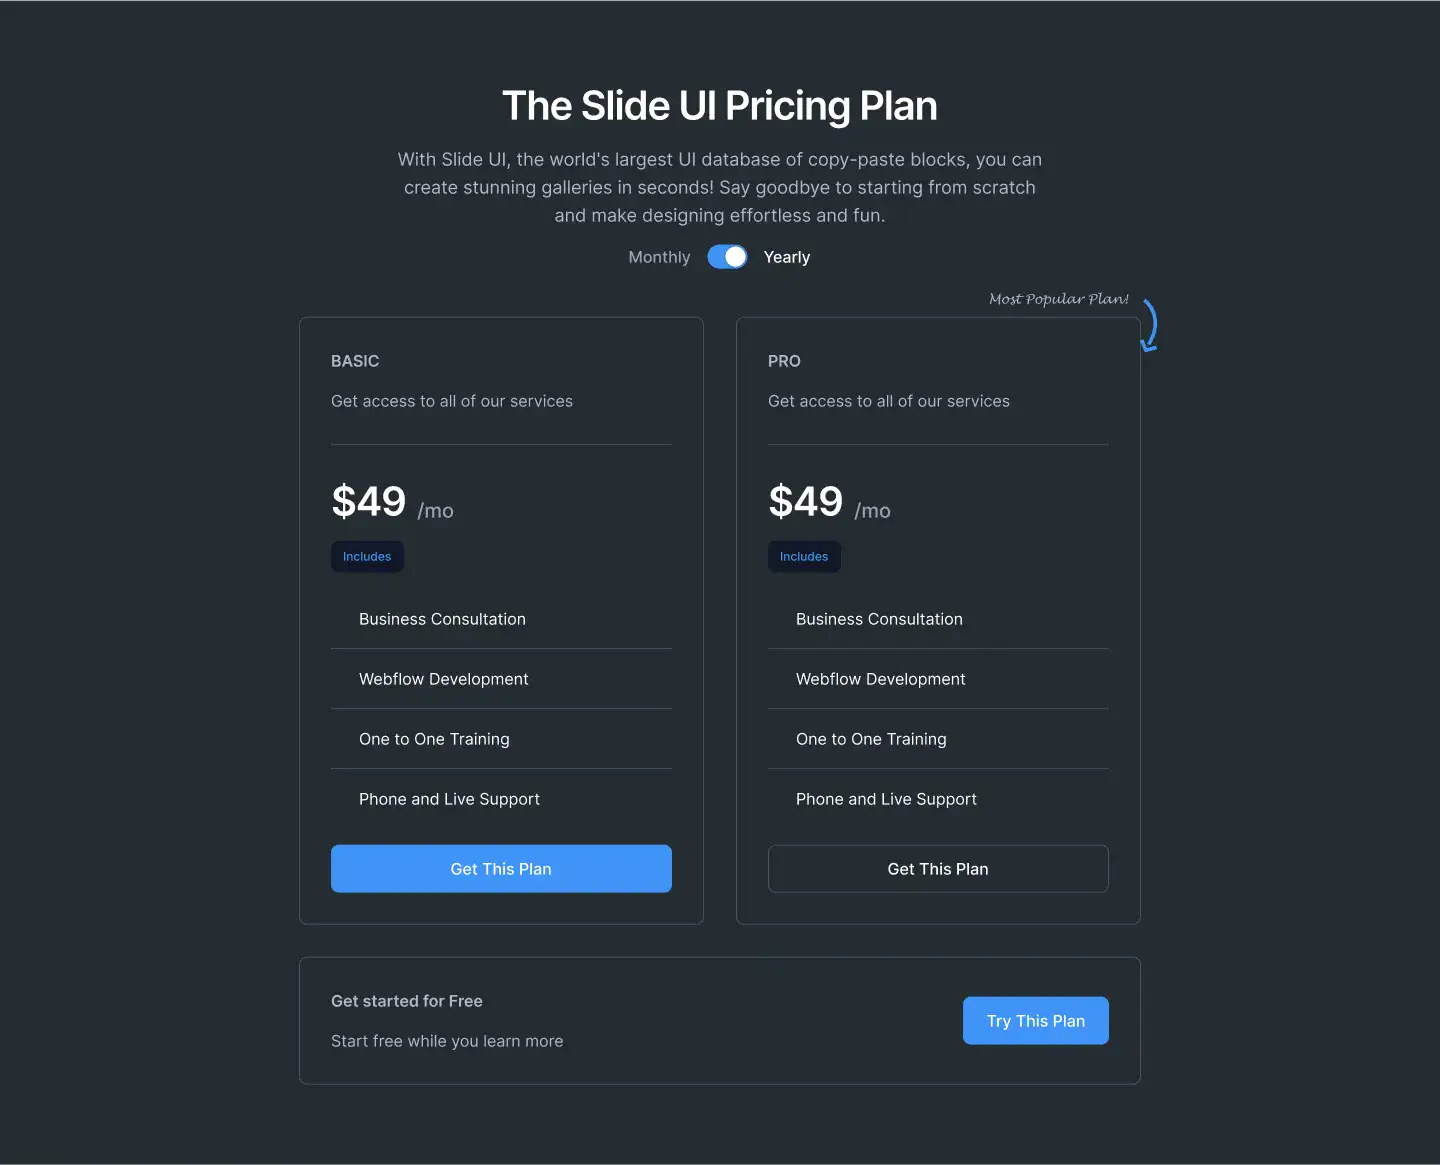 The Slide UI Pricing Plan
With Slide UI, the world's largest UI database of copy-paste blocks, you can
create stunning galleries in seconds! Say goodbye to starting from scratch
and make designing effortless and fun.
Monthly Yearly
Most Popular Plan!
BASIC
Get access to all of our services
$49 /mo
Includes
Business Consultation
Webflow Development
One to One Training
Phone and Live Support
Get This Plan
PRO
Get access to all of our services
$49 /mo
Includes
Business Consultation
Webflow Development
One to One Training
Phone and Live Support
Get This Plan
Get started for Free
Start free while you learn more
Try This Plan